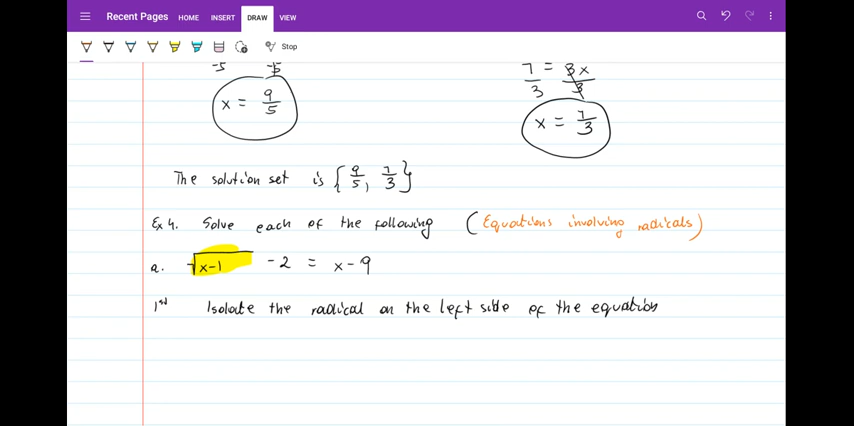 Recent Pages HOME INSERT DRAW VIEW
Stop
-5 -5
x = 9/5
7/3 = 3x/3
x = 7/3
The solution set is {9/5, 7/3}
Ex 4. Solve each of the following (Equations involving radicals)
a. √x-1 -2 = x-9
1st Isolate the radical on the left side of the equation